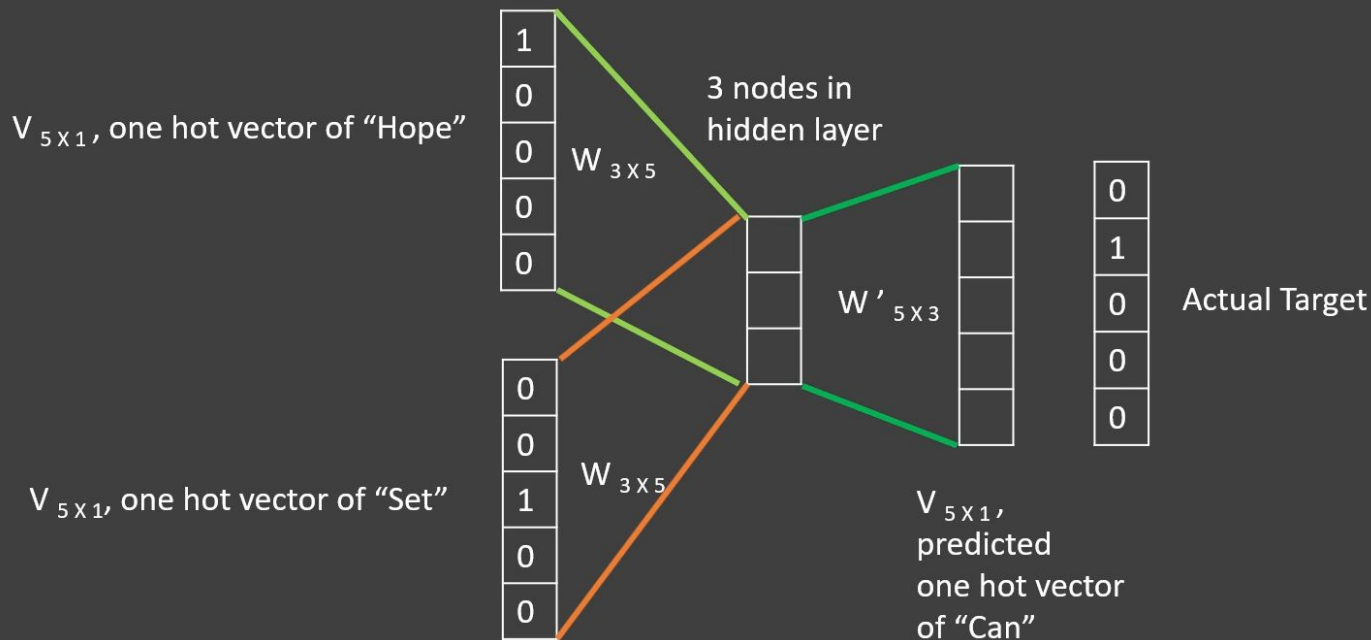 1
0
0
0
0
V 5 X 1, one hot vector of “Hope”
W 3 X 5
3 nodes in
hidden layer
0
0
1
0
0
V 5 X 1, one hot vector of “Set”
W 3 X 5
W ’ 5 X 3
V 5 X 1,
predicted
one hot vector
of “Can”
0
1
0
0
0
Actual Target